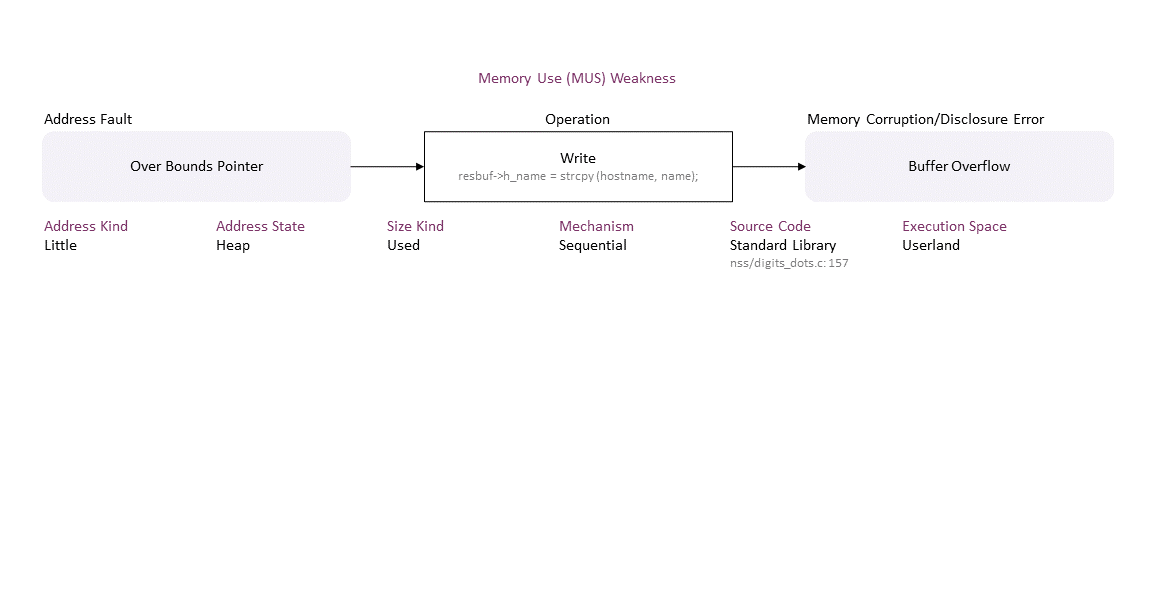 Memory Use (MUS) Weakness
Address Fault
Operation
Memory Corruption/Disclosure Error
Over Bounds Pointer
Write
resbuf->h_name = strcpy (hostname, name);
Buffer Overflow
Address Kind
Little
Address State
Heap
Size Kind
Used
Mechanism
Sequential
Source Code
Standard Library
nss/digits_dots.c: 157
Execution Space
Userland